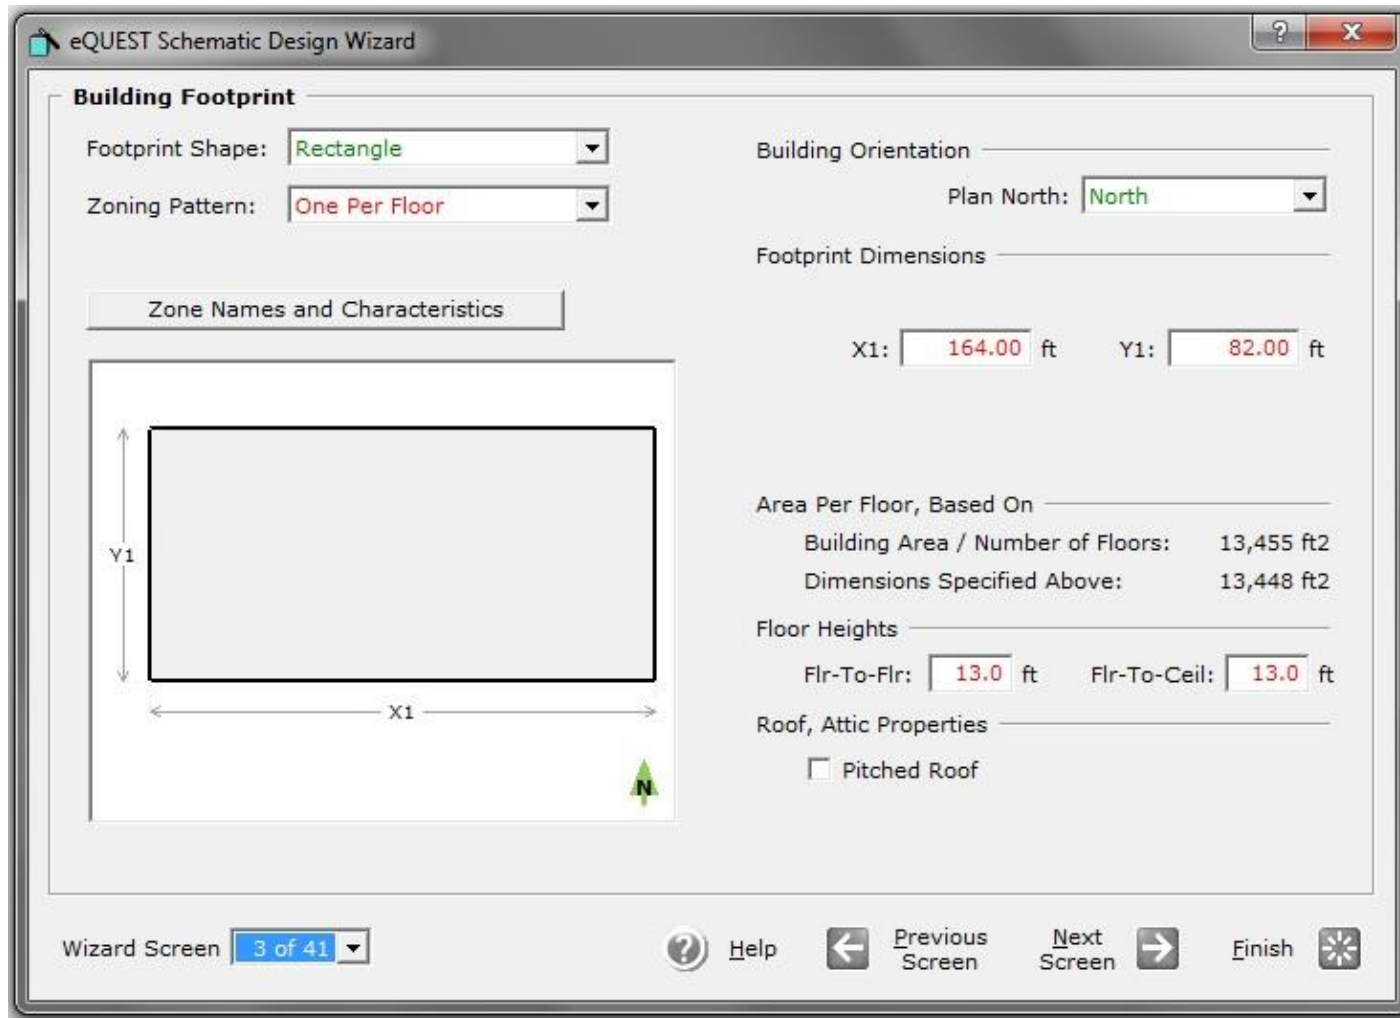 eQUEST Schematic Design Wizard
? X
Building Footprint
Footprint Shape: Rectangle
Zoning Pattern: One Per Floor
Zone Names and Characteristics
Y1
X1
N
Building Orientation
Plan North: North
Footprint Dimensions
X1: 164.00 ft Y1: 82.00 ft
Area Per Floor, Based On
Building Area / Number of Floors: 13,455 ft2
Dimensions Specified Above: 13,448 ft2
Floor Heights
Flr-To-Flr: 13.0 ft Flr-To-Ceil: 13.0 ft
Roof, Attic Properties
Pitched Roof
Wizard Screen 3 of 41
? Help
Previous Screen
Next Screen
Finish